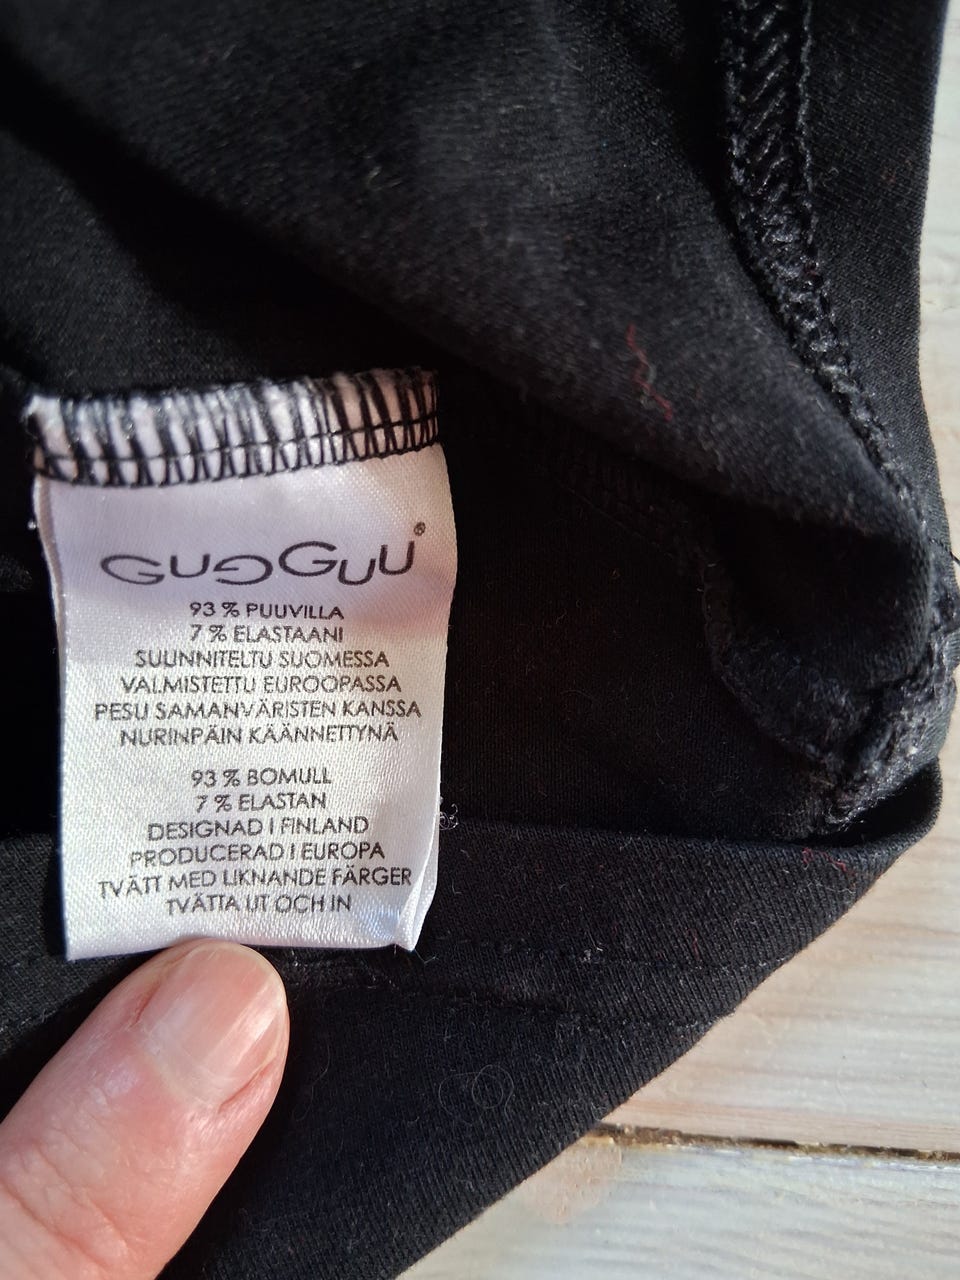 GUGGUU®
93 % PUUVILLA
7 % ELASTAANI
SUUNNITELTU SUOMESSA
VALMISTETTU EUROOPASSA
PESU SAMANVÄRISTEN KANSSA
NURINPÄIN KÄÄNNETTYNÄ
93 % BOMULL
7 % ELASTAN
DESIGNAD I FINLAND
PRODUCERAD I EUROPA
TVÄTT MED LIKNANDE FÄRGER
TVÄTTA UT OCH IN